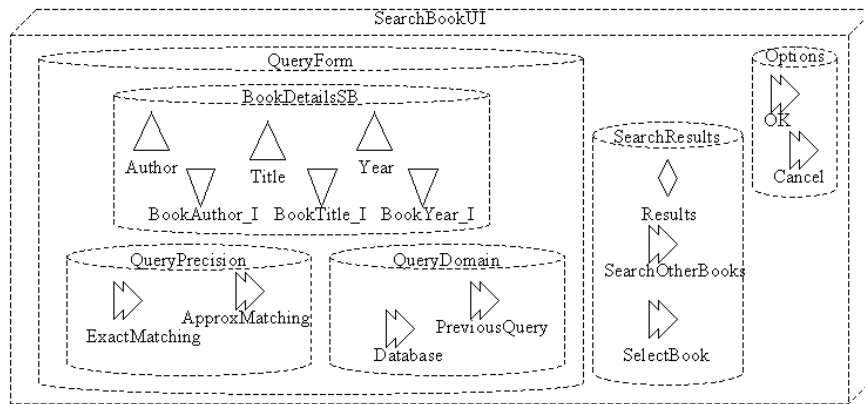 SearchBookUI
QueryForm
Options
BookDetailsSB
OK
SearchResults
Author
Title
Year
Cancel
BookAuthor_I
BookTitle_I
BookYear_I
Results
QueryPrecision
QueryDomain
SearchOtherBooks
ApproxMatching
PreviousQuery
ExactMatching
Database
SelectBook